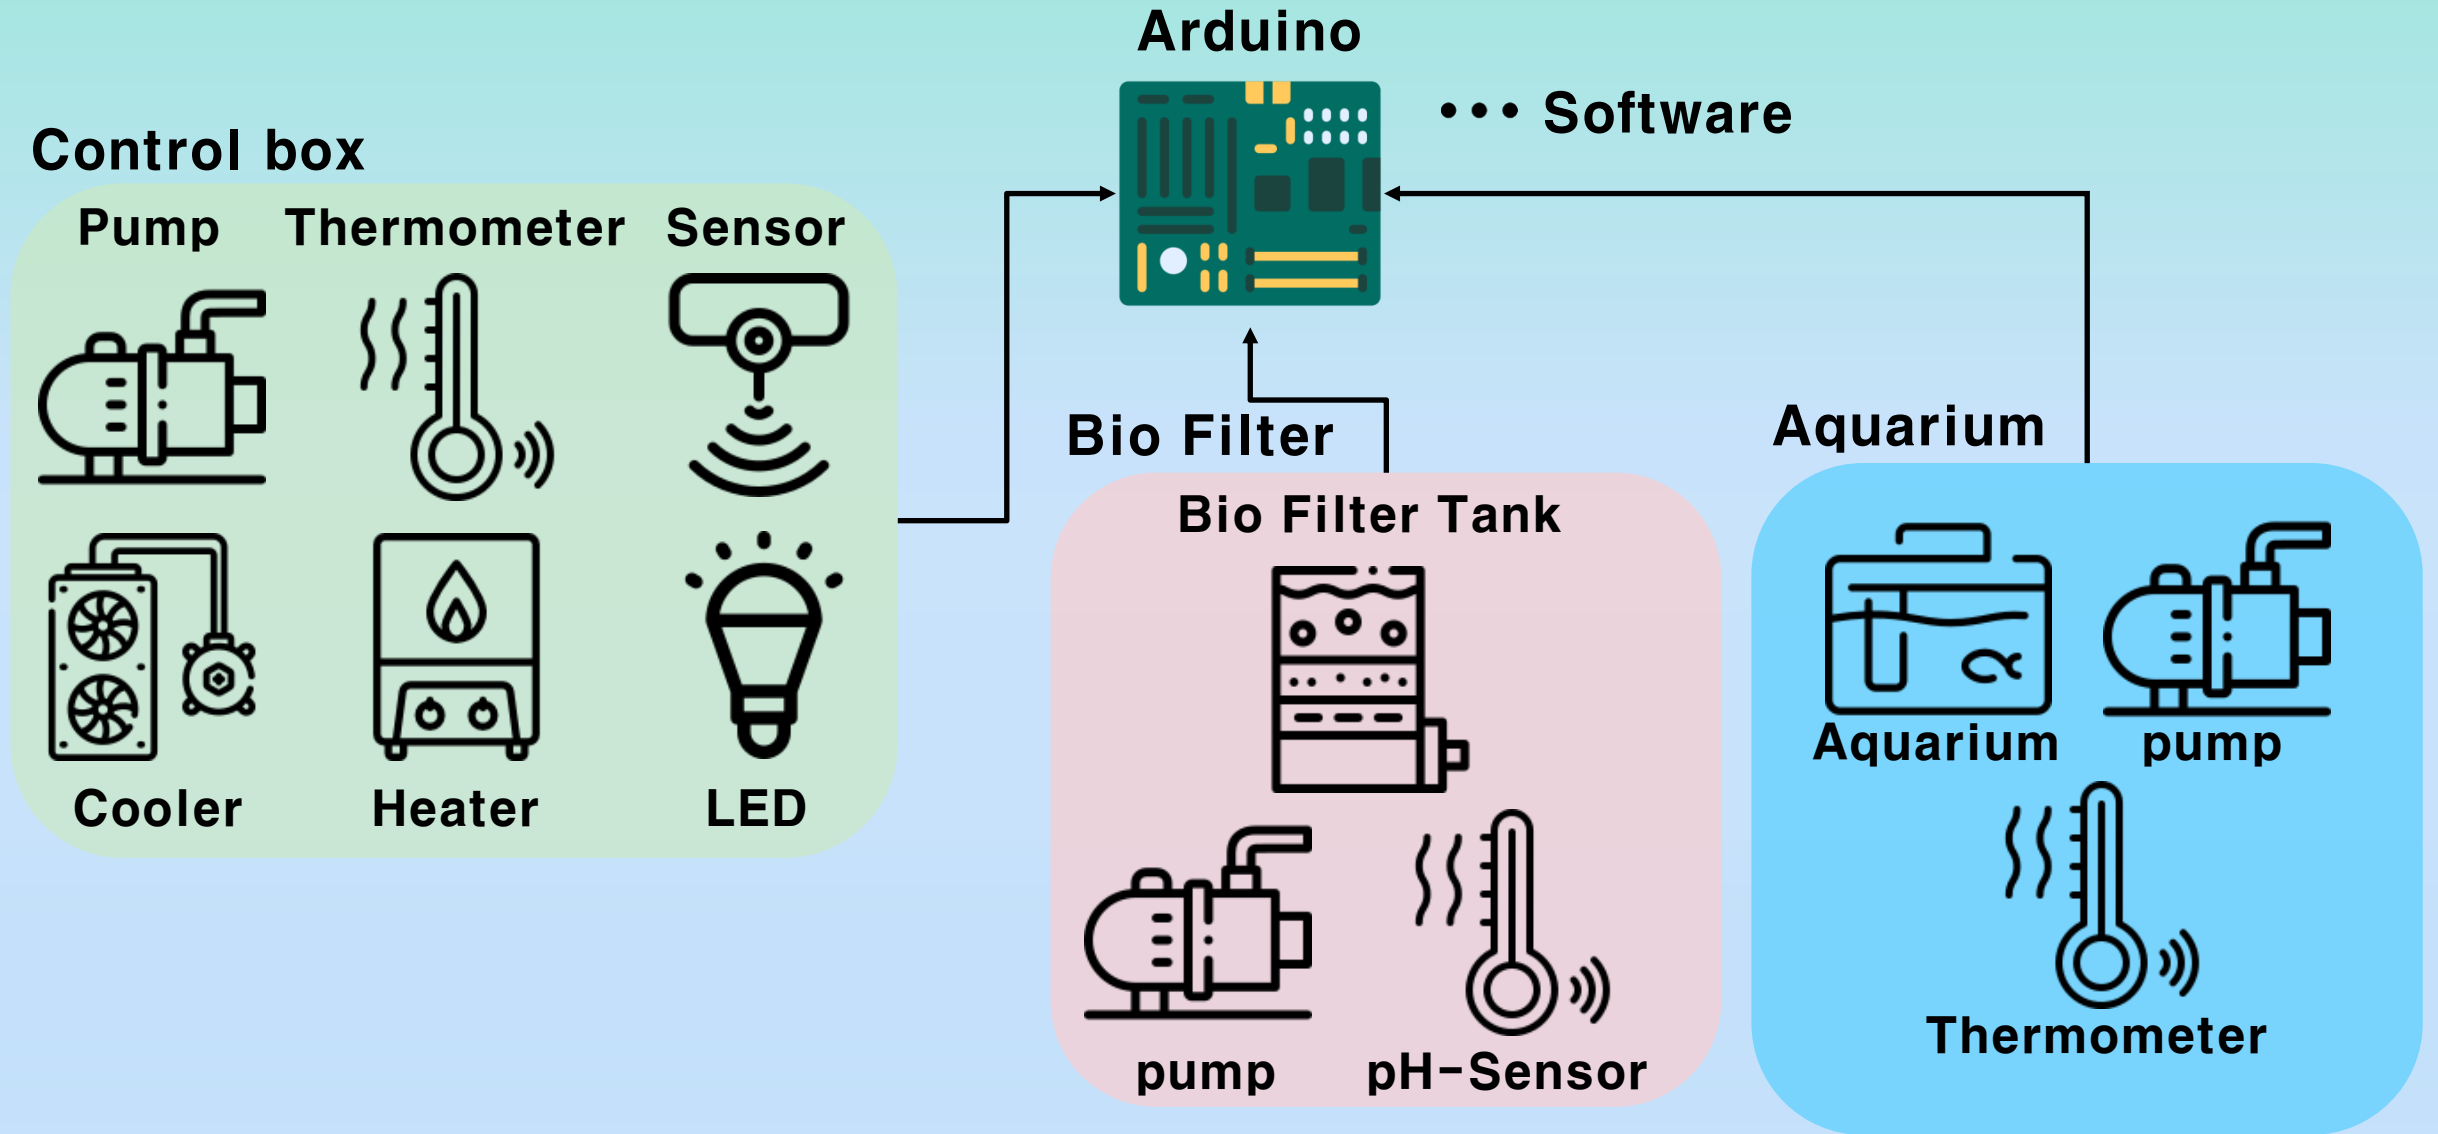 Arduino
••• Software
Control box
Pump Thermometer Sensor
Cooler Heater LED
Bio Filter
Bio Filter Tank
pump pH-Sensor
Aquarium
Aquarium pump
Thermometer